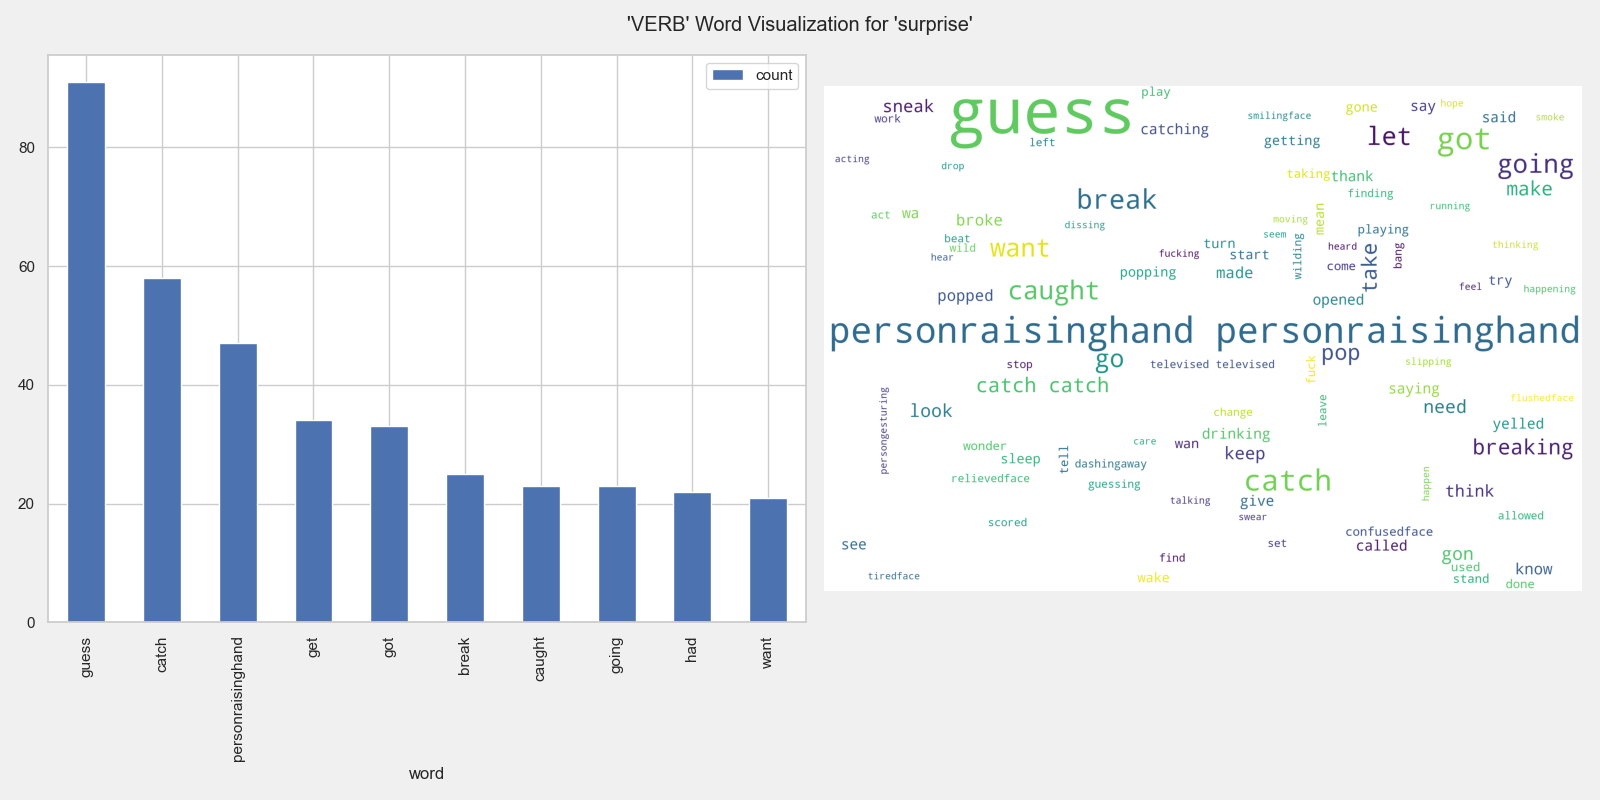 'VERB' Word Visualization for 'surprise'
count
80
60
40
20
0
guess
catch
personraisinghand
get
got
break
caught
going
had
want
word
guess
play
sneak
work
catching
left
smilingface
getting
gone
say
hope
said
smoke
let
got
going
make
acting
drop
taking
thank
finding
running
break
act
wa
broke
dissing
moving
mean
seem
playing
beat
wild
hear
want
fucking
turn
start
wilding
heard
come
take
bang
thinking
popping
made
feel
try
happening
popped
caught
opened
personraisinghand personraisinghand
go
stop
televised televised
fuck
pop
slipping
catch catch
saying
flushedface
persongesturing
look
change
leave
need
yelled
wonder
sleep
tell
care
wan
drinking
keep
breaking
dashingaway
relievedface
guessing
catch
happen
think
talking
give
swear
scored
allowed
confusedface
called
see
set
find
gon
used
know
tiredface
wake
stand
done